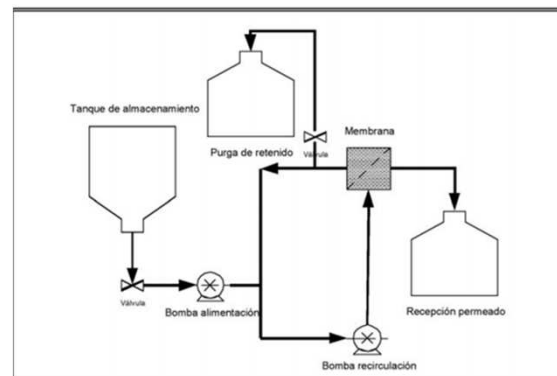 Tanque de almacenamiento
Purga de retenido
Válvula
Membrana
Válvula
Bomba alimentación
Recepción permeado
Bomba recirculación